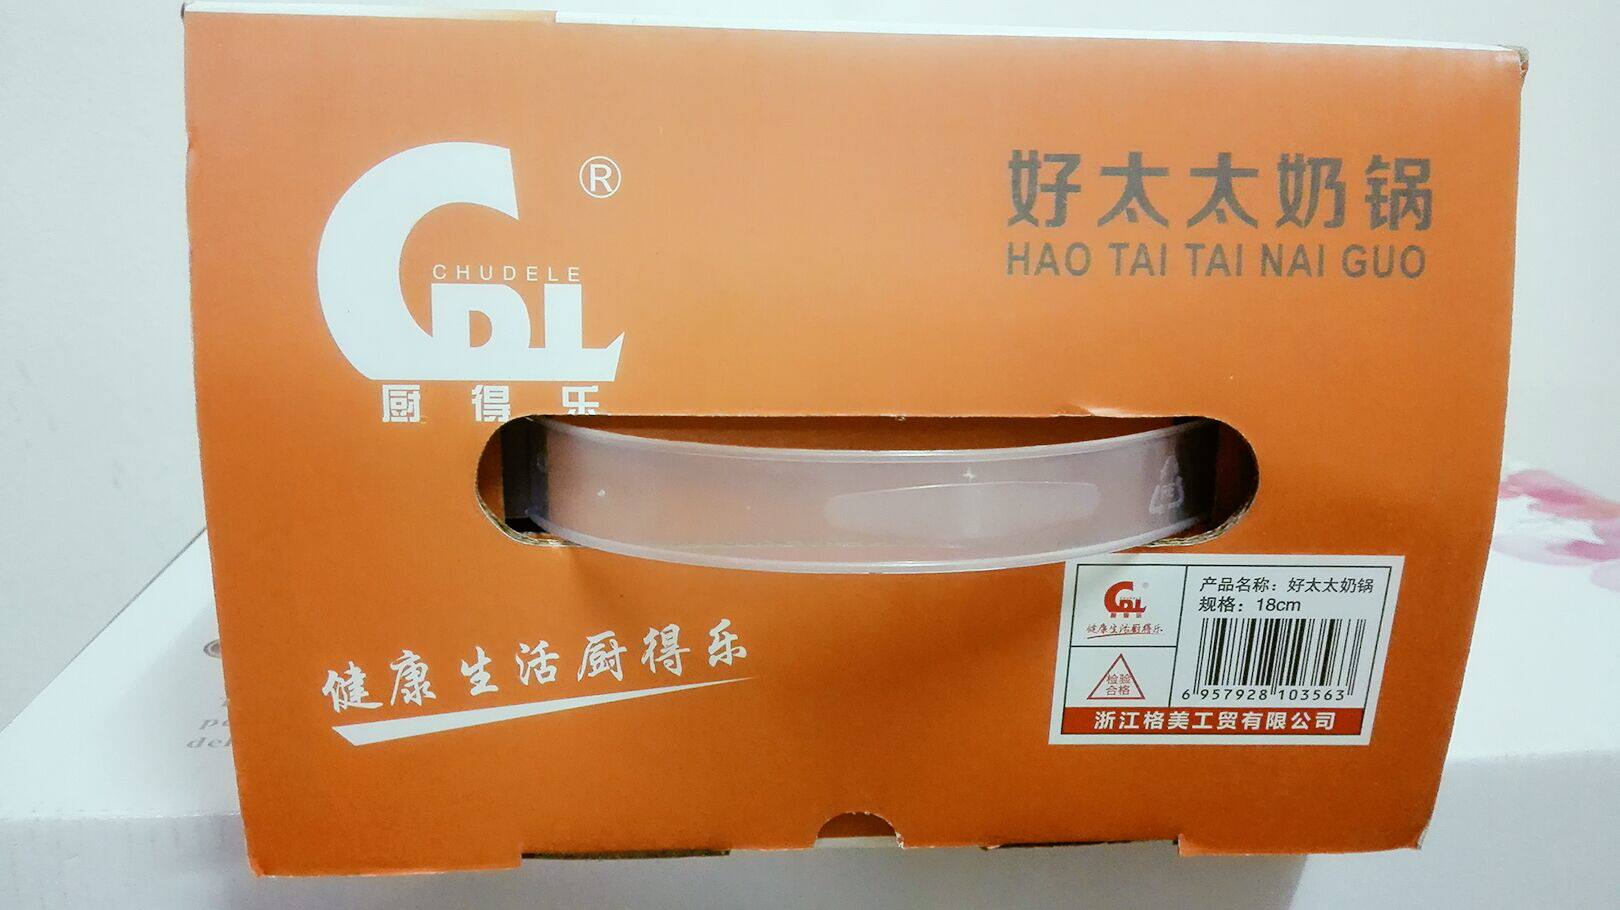 ®
CHUDELE
CDL
厨得乐
好太太奶锅
HAO TAI TAI NAI GUO
健康生活厨得乐
CDL
健康生活厨得乐
产品名称：好太太奶锅
规格：18cm
检验
合格
6 957928 103563
浙江格美工贸有限公司